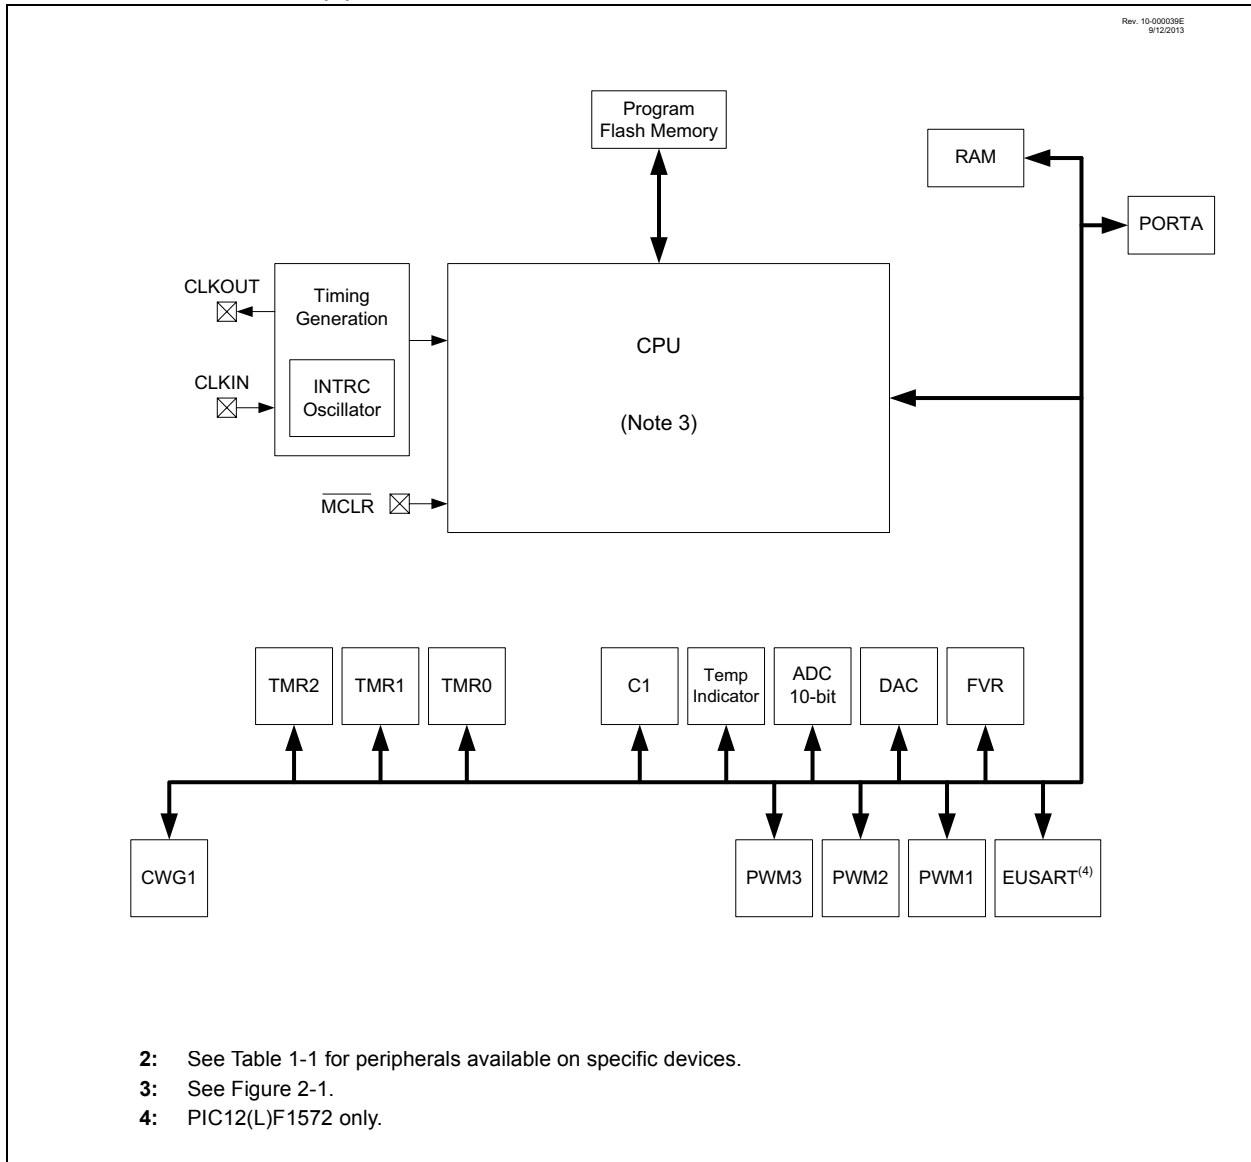 Rev. 10-000039E
9/12/2013
Program
Flash Memory
RAM
PORTA
CLKOUT
Timing
Generation
CPU
CLKIN
INTRC
Oscillator
(Note 3)
MCLR
TMR2
TMR1
TMR0
C1
Temp
Indicator
ADC
10-bit
DAC
FVR
CWG1
PWM3
PWM2
PWM1
EUSART(4)
2: See Table 1-1 for peripherals available on specific devices.
3: See Figure 2-1.
4: PIC12(L)F1572 only.